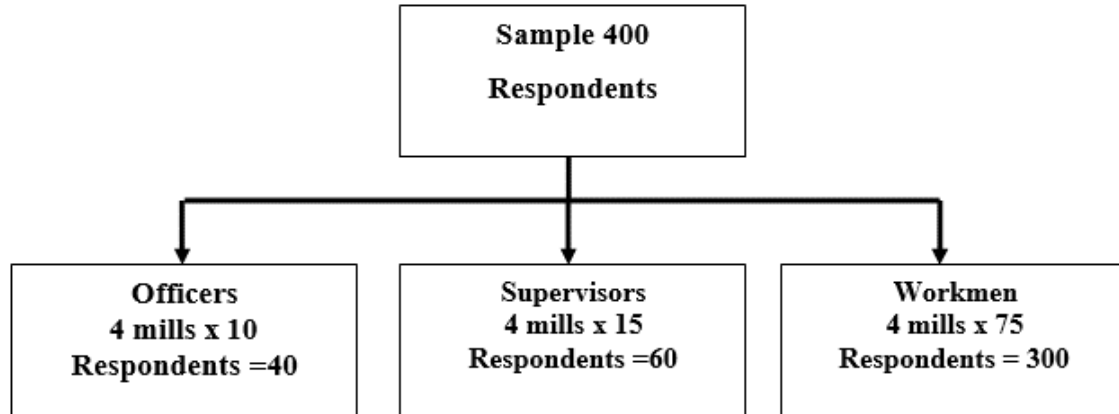 Sample 400
Respondents
Officers
4 mills x 10
Respondents =40
Supervisors
4 mills x 15
Respondents =60
Workmen
4 mills x 75
Respondents = 300